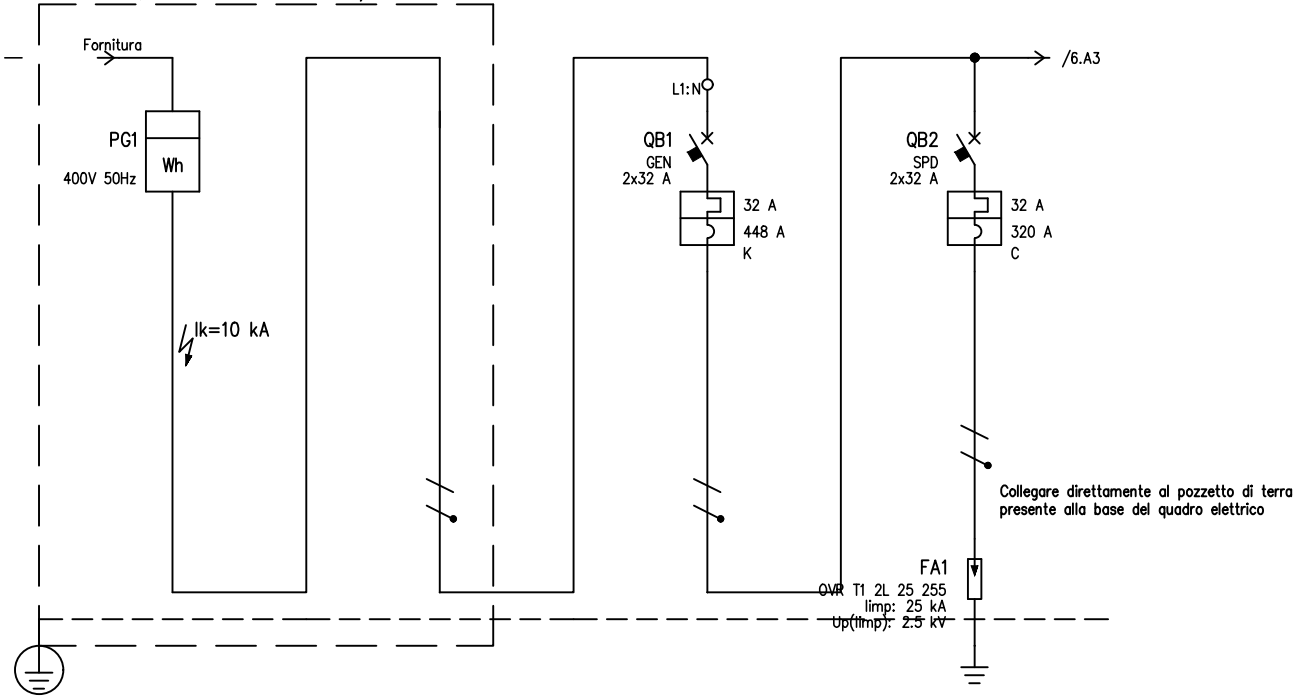 Fornitura
/6.A3
L1:N
PG1
Wh
400V 50Hz
QB1
GEN
2x32 A
32 A
448 A
K
QB2
SPD
2x32 A
32 A
320 A
C
Ik=10 kA
Collegare direttamente al pozzetto di terra
presente alla base del quadro elettrico
FA1
OVR T1 2L 25 255
Iimp: 25 kA
Up(Iimp): 2.5 kV